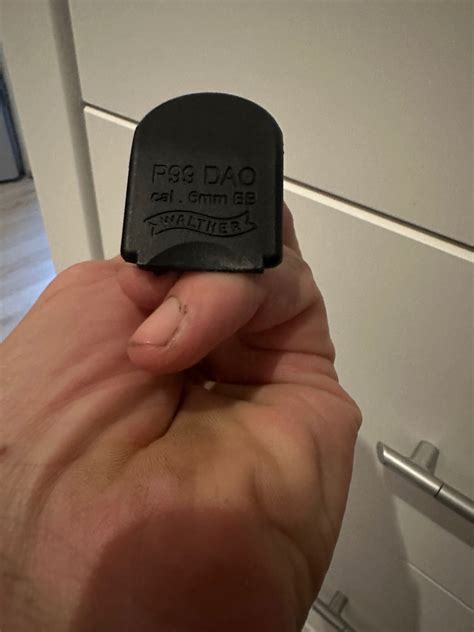 P99 DAO
cal . 6mm BB
WALTHER